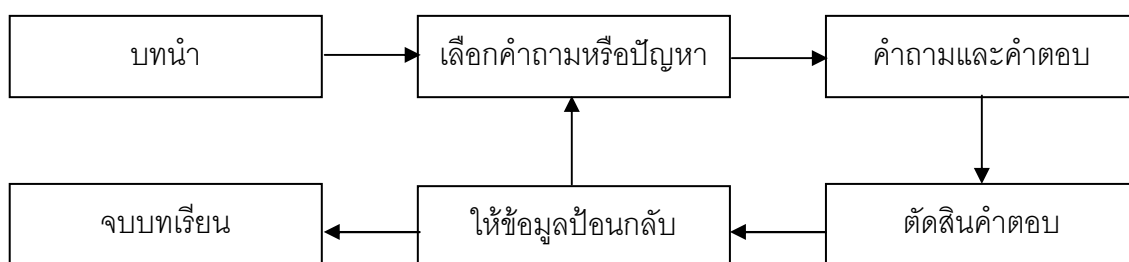 บทนำ
เลือกคำถามหรือปัญหา
คำถามและคำตอบ
จบบทเรียน
ให้ข้อมูลป้อนกลับ
ตัดสินคำตอบ